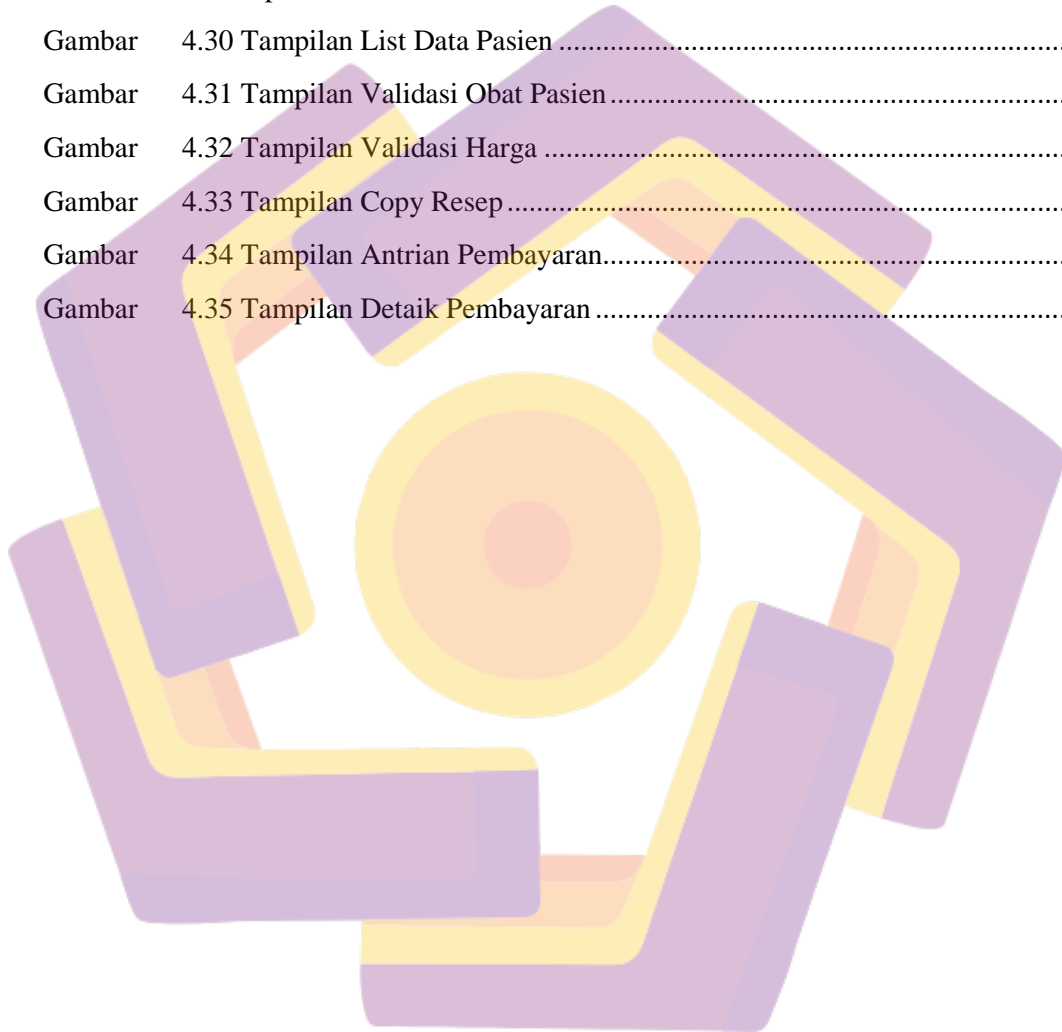 Gambar 4.30 Tampilan List Data Pasien ................................................................
Gambar 4.31 Tampilan Validasi Obat Pasien ........................................................
Gambar 4.32 Tampilan Validasi Harga ..................................................................
Gambar 4.33 Tampilan Copy Resep .......................................................................
Gambar 4.34 Tampilan Antrian Pembayaran.........................................................
Gambar 4.35 Tampilan Detaik Pembayaran ..........................................................